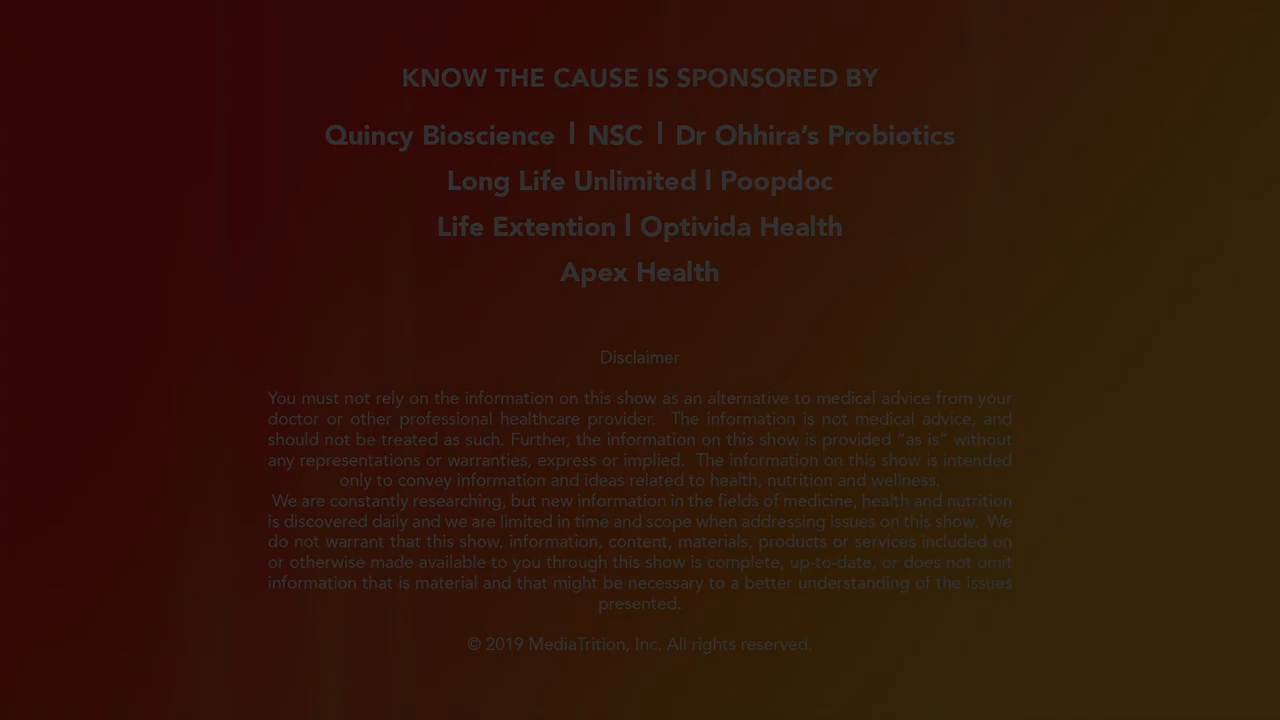 KNOW THE CAUSE IS SPONSORED BY
Quincy Bioscience | NSC | Dr Ohhira's Probiotics
Long Life Unlimited | Poopdoc
Life Extention | Optivida Health
Apex Health
Disclaimer
You must not rely on the information on this show as an alternative to medical advice from your
doctor or other professional healthcare provider. The information is not medical advice, and
should not be treated as such. Further, the information on this show is provided “as is” without
any representations or warranties, express or implied. The information on this show is intended
only to convey information and ideas related to health, nutrition and wellness.
We are constantly researching, but new information in the fields of medicine, health and nutrition
is discovered daily and we are limited in time and scope when addressing issues on this show. We
do not warrant that this show, information, content, materials, products or services included on
or otherwise made available to you through this show is complete, up-to-date, or does not omit
information that is material and that might be necessary to a better understanding of the issues
presented.
© 2019 MediaTrition, Inc. All rights reserved.